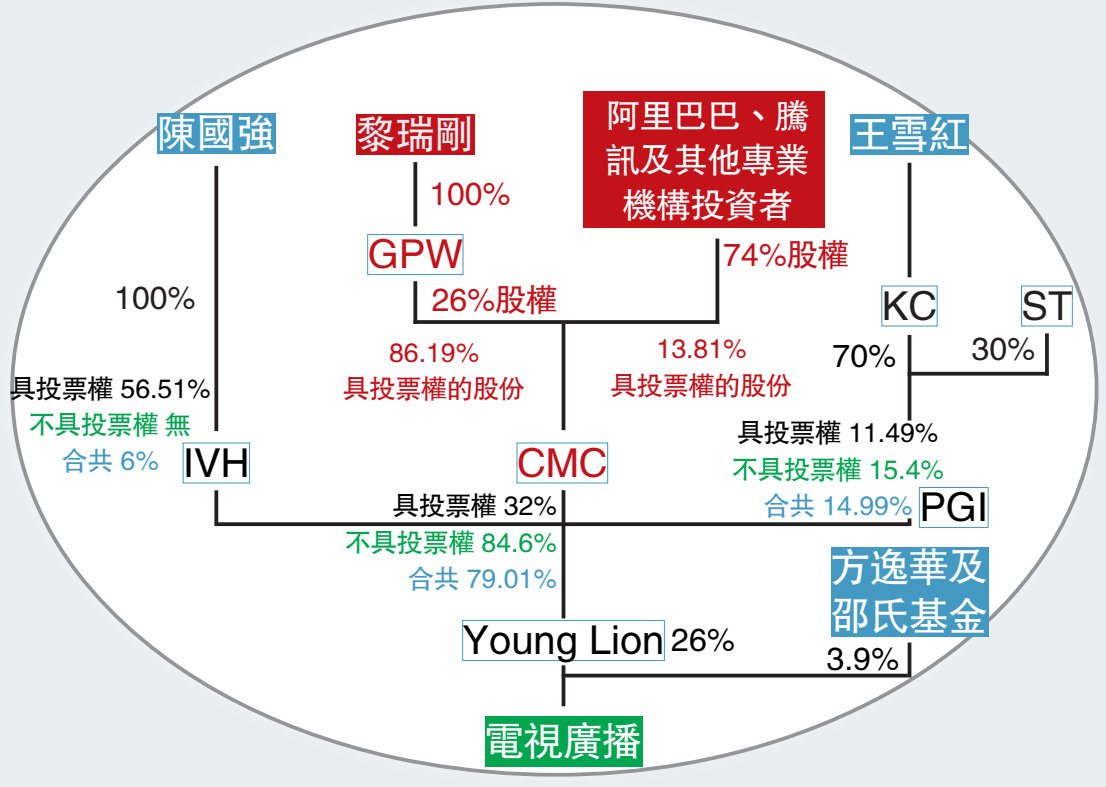 陳國強
黎瑞剛
阿里巴巴、騰
訊及其他專業
機構投資者
王雪紅
100%
GPW
74%股權
100%
26%股權
KC
ST
86.19%
具投票權的股份
13.81%
具投票權的股份
70%
30%
具投票權 56.51%
不具投票權 無
合共 6%
IVH
CMC
具投票權 11.49%
不具投票權 15.4%
合共 14.99%
PGI
具投票權 32%
不具投票權 84.6%
合共 79.01%
方逸華及
邵氏基金
Young Lion 26%
3.9%
電視廣播